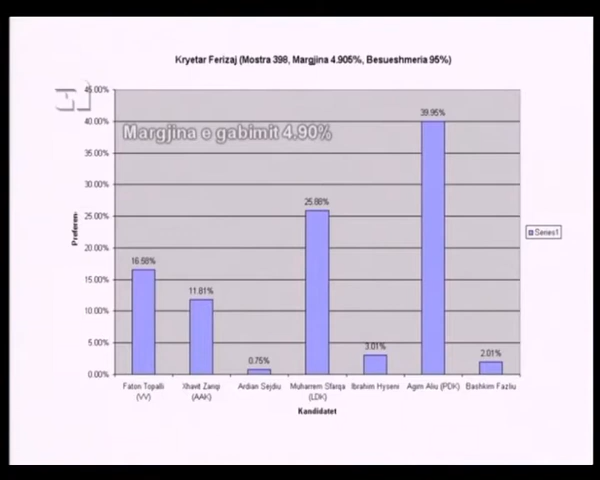 Kryetar Ferizaj (Mostra 398, Margjina 4.905%, Besueshmeria 95%)
45.00%
Margjina e gabimit 4,90%
40.00%
35.00%
30.00%
25.00%
20.00%
15.00%
10.00%
5.00%
0.00%
Preferen-
16.58%
11.81%
0.75%
25.88%
3.01%
39.95%
2.01%
Series1
Faton Topalli
(VV)
Xhavit Zariqi
(AAK)
Ardian Sejdiu
Muharrem Sfarqa
(LDK)
Ibrahim Hyseni
Agim Aliu (PDK)
Bashkim Fazliu
Kandidatet